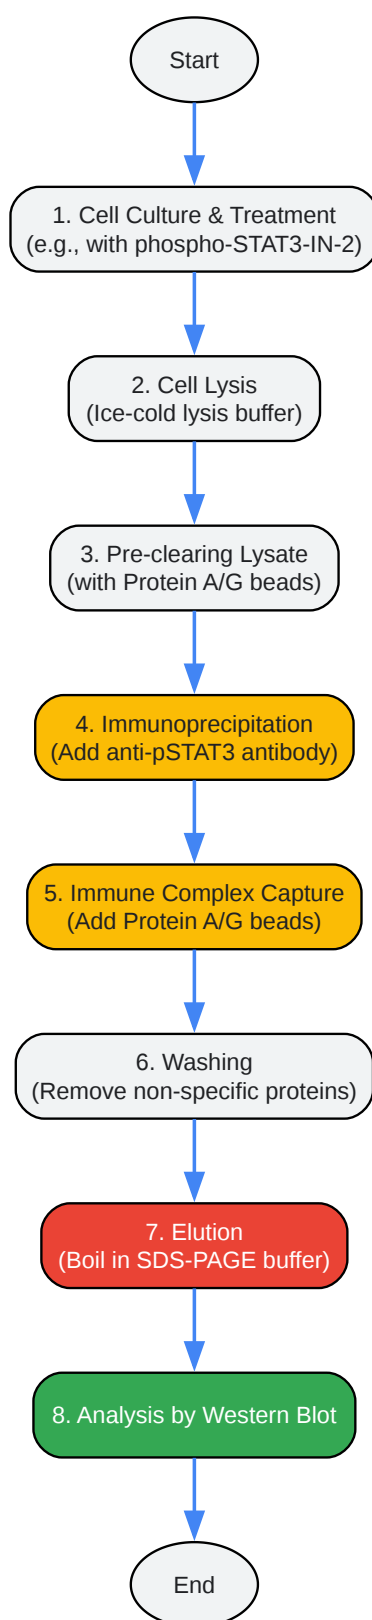 Start
1. Cell Culture & Treatment
(e.g., with phospho-STAT3-IN-2)
2. Cell Lysis
(Ice-cold lysis buffer)
3. Pre-clearing Lysate
(with Protein A/G beads)
4. Immunoprecipitation
(Add anti-pSTAT3 antibody)
5. Immune Complex Capture
(Add Protein A/G beads)
6. Washing
(Remove non-specific proteins)
7. Elution
(Boil in SDS-PAGE buffer)
8. Analysis by Western Blot
End